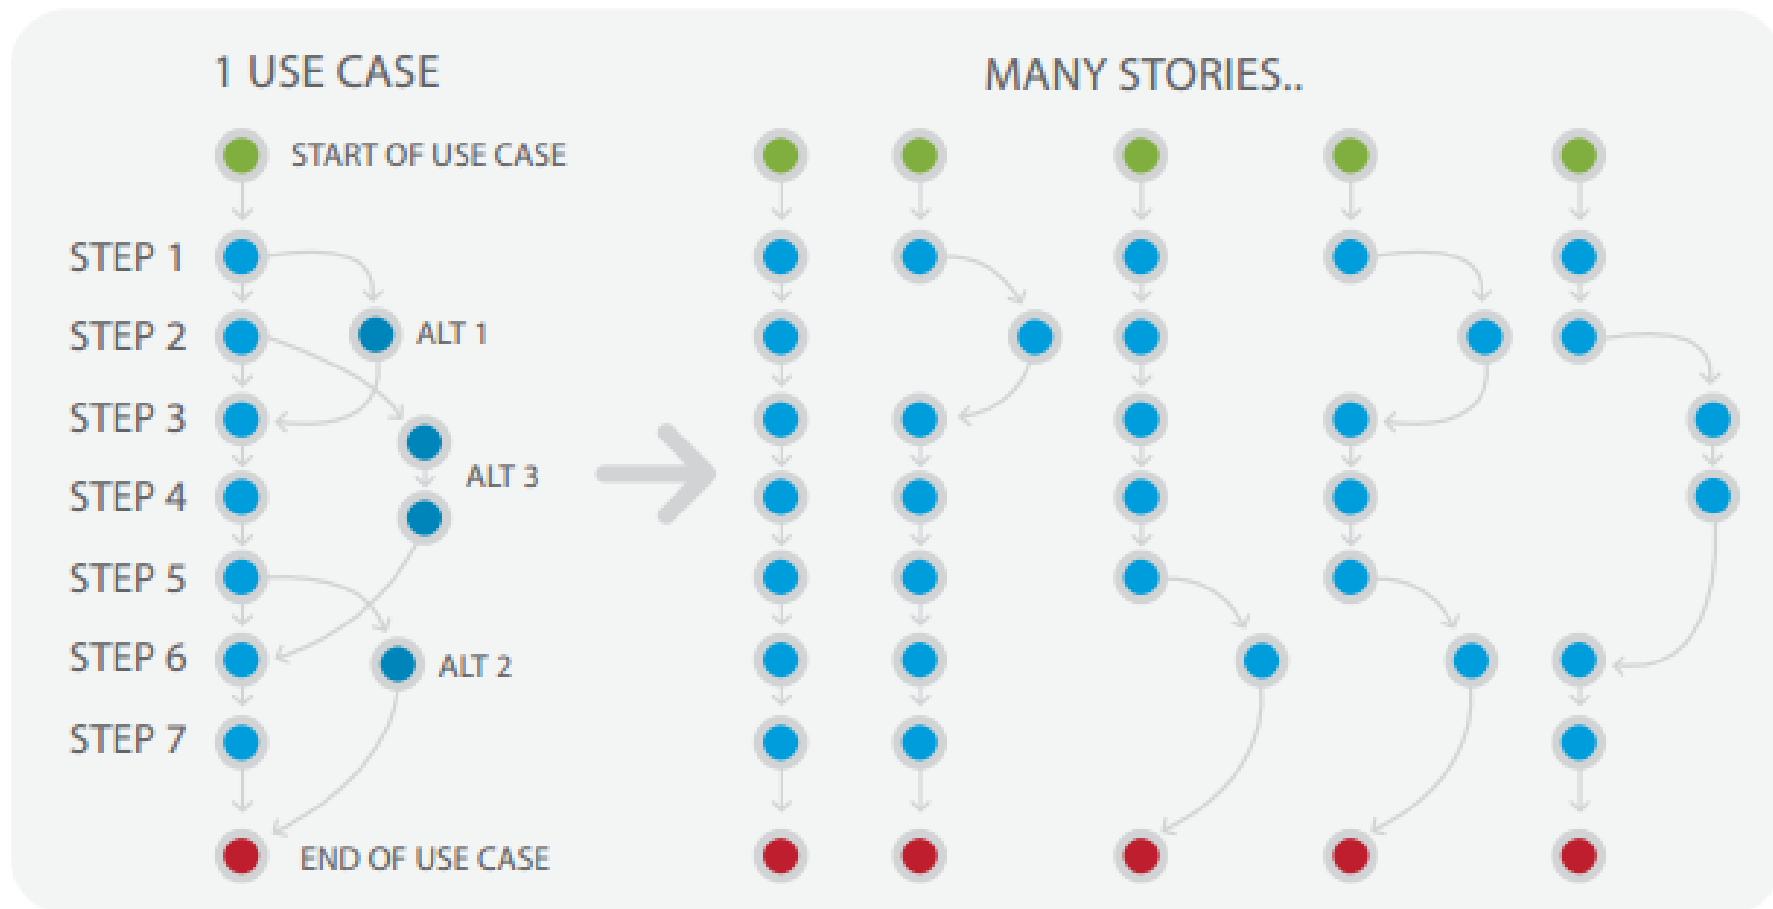 1 USE CASE
MANY STORIES..
START OF USE CASE
STEP 1
STEP 2
ALT 1
STEP 3
STEP 4
ALT 3
STEP 5
STEP 6
ALT 2
STEP 7
END OF USE CASE